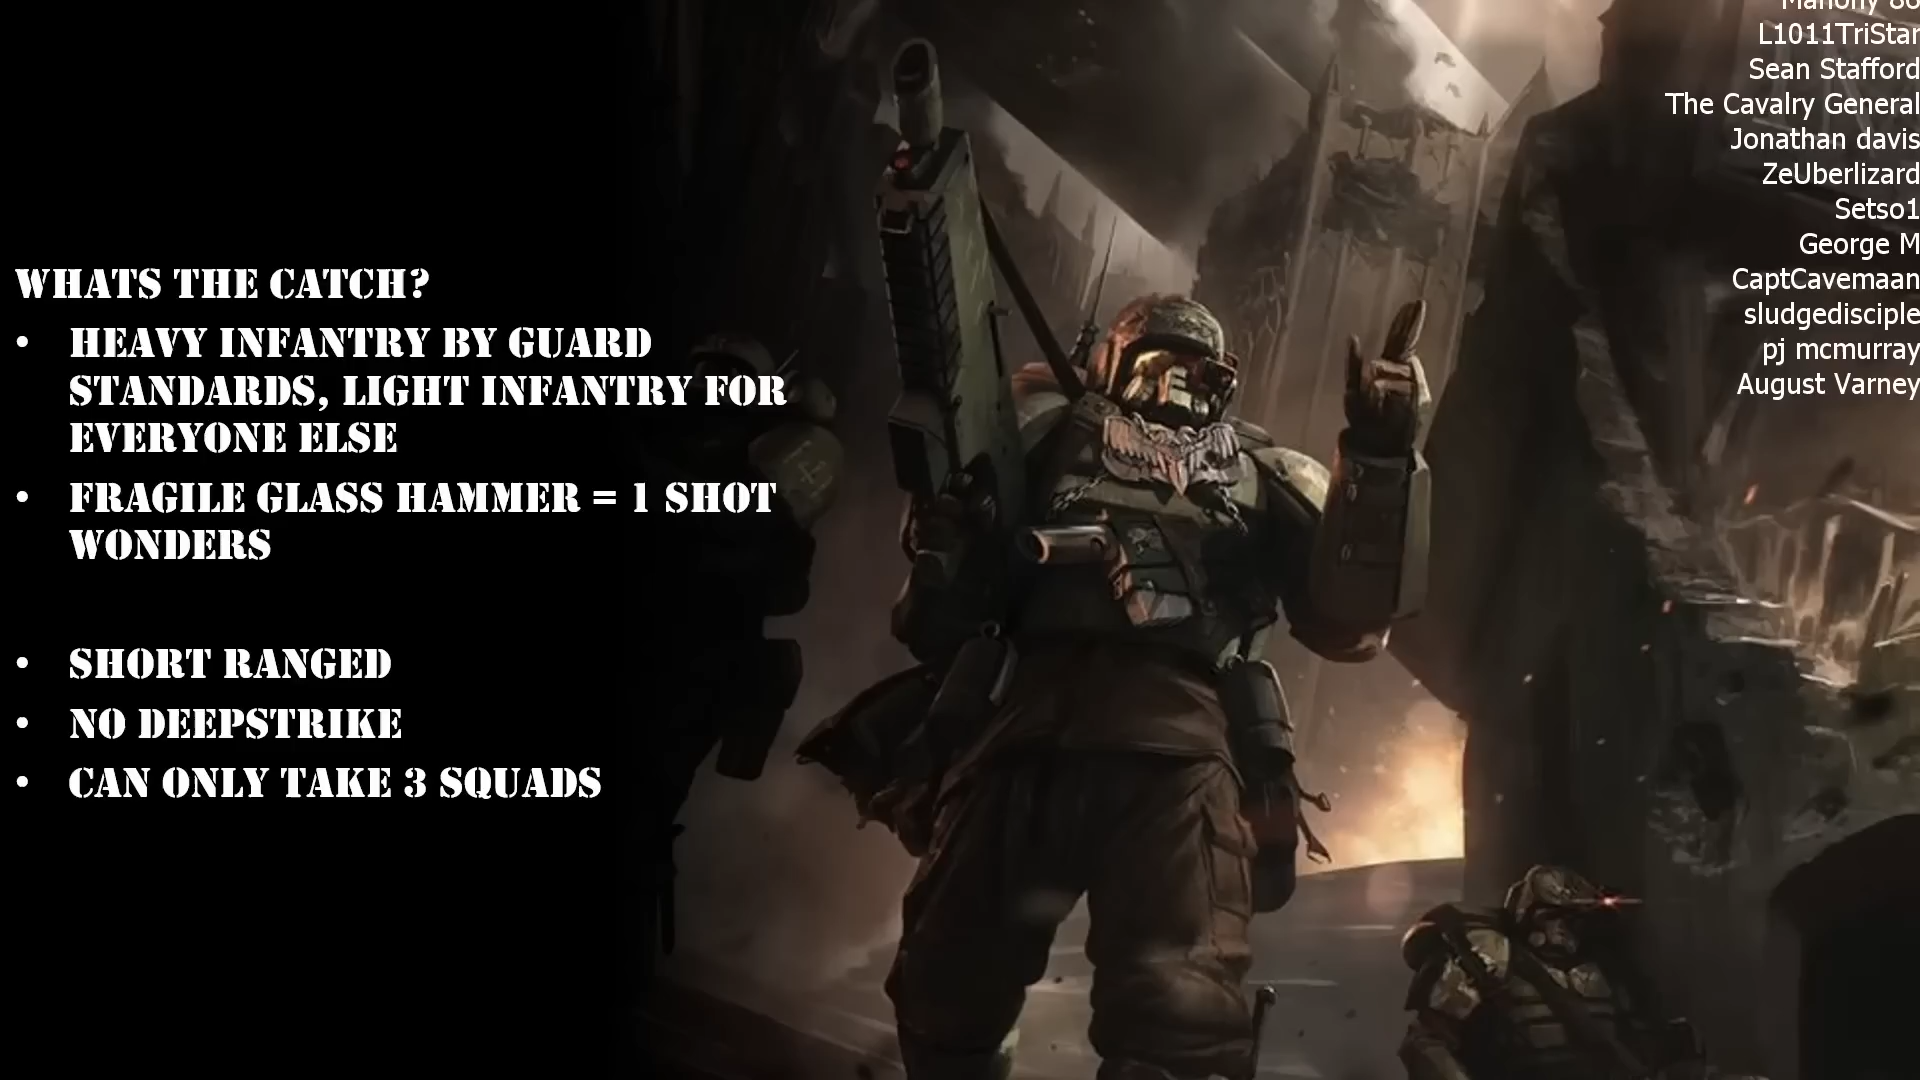 WHATS THE CATCH?
• HEAVY INFANTRY BY GUARD
STANDARDS, LIGHT INFANTRY FOR
EVERYONE ELSE
• FRAGILE GLASS HAMMER = 1 SHOT
WONDERS
• SHORT RANGED
• NO DEEPSTRIKE
• CAN ONLY TAKE 3 SQUADS
Mahony 86
L1011TriStar
Sean Stafford
The Cavalry General
Jonathan davis
ZeUberlizard
Setso1
George M
CaptCavemaan
sludgedisciple
pj mcmurray
August Varney